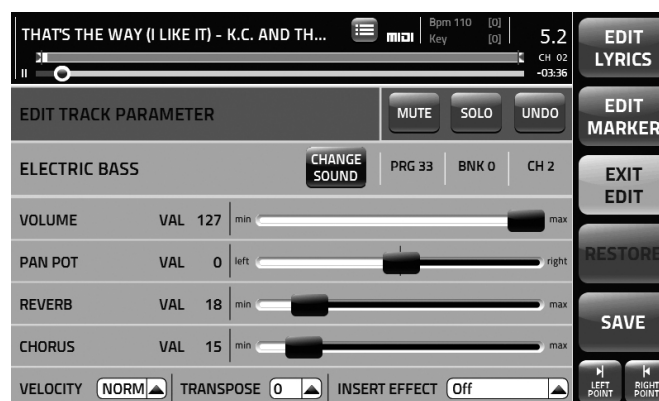 THAT'S THE WAY (I LIKE IT) - K.C. AND TH...
miDI
Bpm 110 [0]
Key [0]
5.2
CH 02
-03:36
EDIT TRACK PARAMETER
MUTE
SOLO
UNDO
ELECTRIC BASS
CHANGE
SOUND
PRG 33
BNK 0
CH 2
VOLUME VAL 127 min max
PAN POT VAL 0 left right
REVERB VAL 18 min max
CHORUS VAL 15 min max
VELOCITY NORM TRANSPOSE 0 INSERT EFFECT Off
EDIT
LYRICS
EDIT
MARKER
EXIT
EDIT
RESTORE
SAVE
LEFT
POINT
RIGHT
POINT